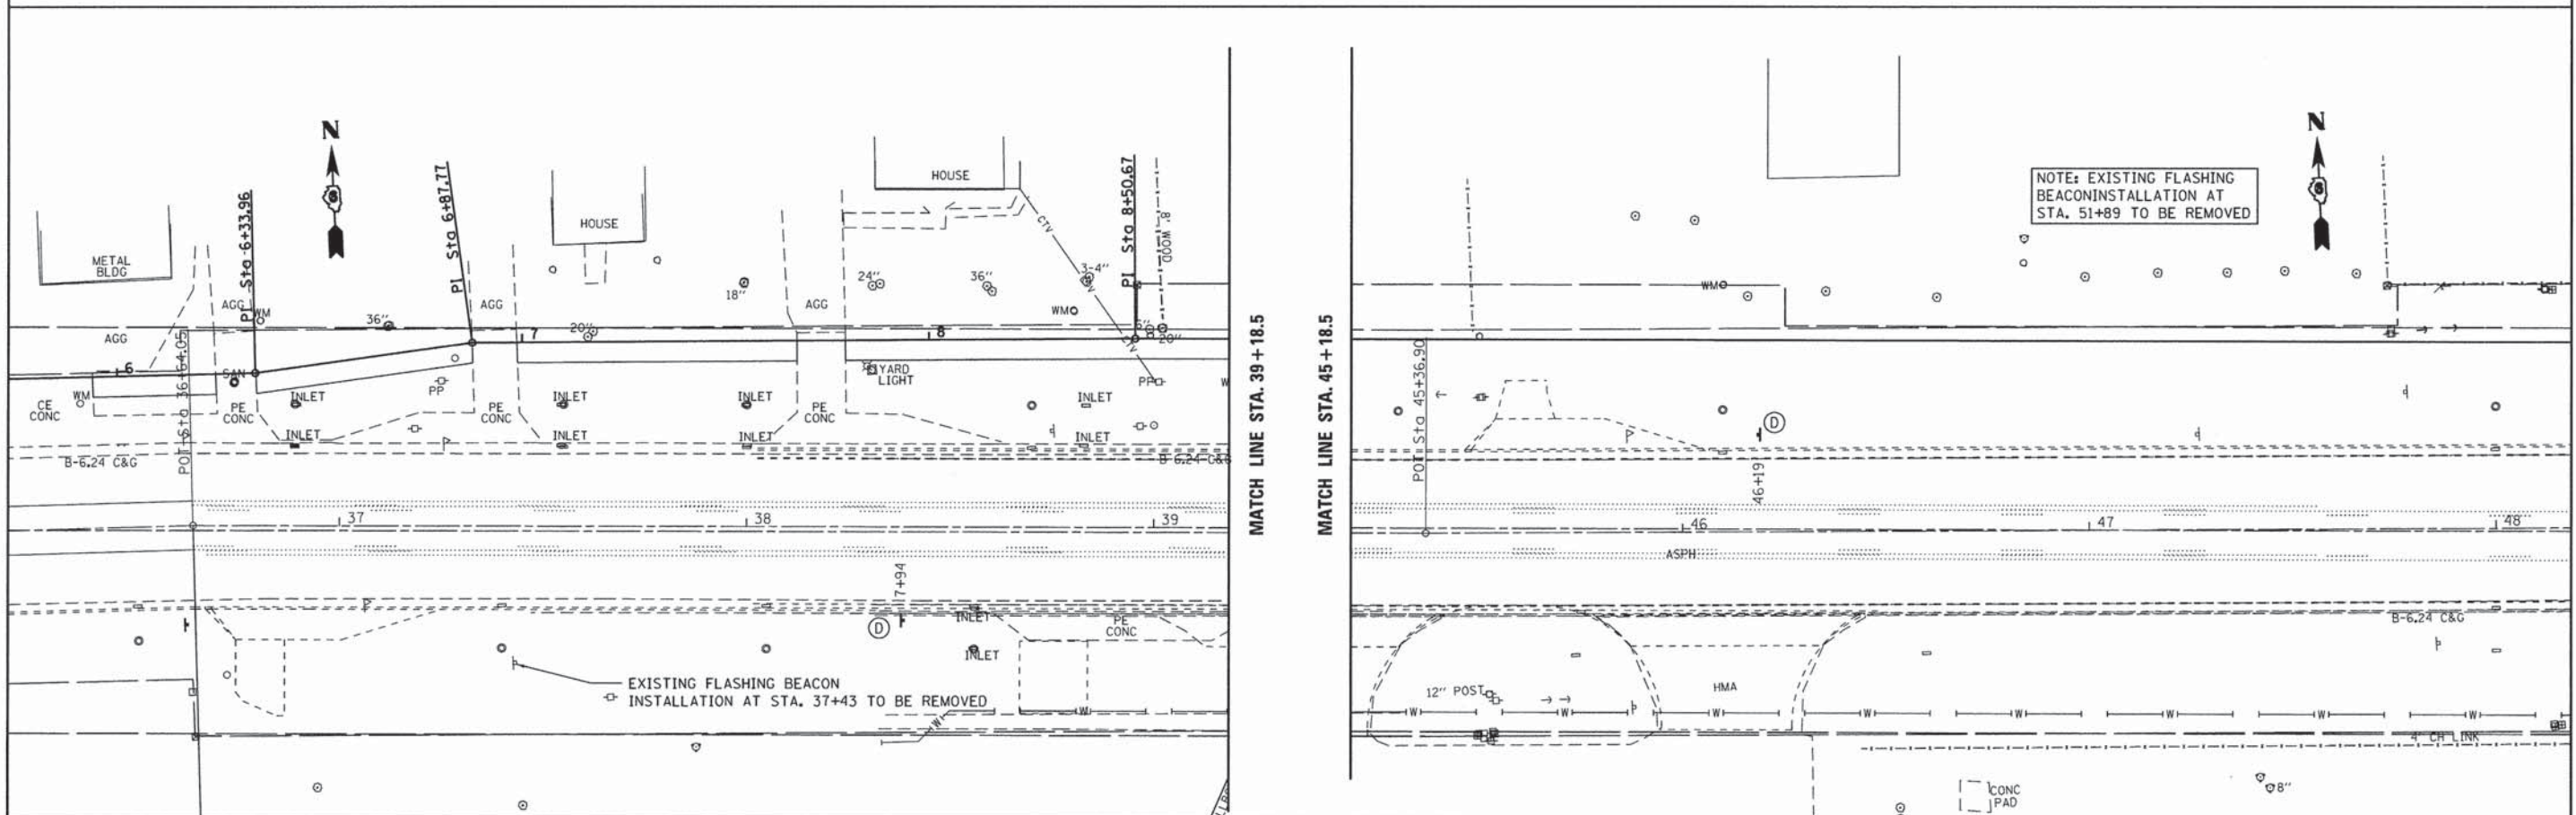 N
PI Sta 6+33.96
PI Sta 6+87.77
METAL
BLDG
HOUSE
HOUSE
CTV
PI Sta 8+50.67
8' WOOD
AGG
AGG
WM
36"
AGG
20"
18"
AGG
24"
36"
3-4"
WM
6"
20"
CTV
6
7
8
SAN
WM
CE
CONC
POT Sta 36+64.05
PE
CONC
INLET
INLET
PP
PE
CONC
INLET
INLET
INLET
INLET
PE
CONC
YARD
LIGHT
INLET
INLET
PP
W
B-6.24 C&G
B-6.24 C&G
37
38
39
7+94
D
INLET
INLET
PE
CONC
EXISTING FLASHING BEACON
INSTALLATION AT STA. 37+43 TO BE REMOVED
W
W
MATCH LINE STA. 39+18.5
MATCH LINE STA. 45+18.5
N
NOTE: EXISTING FLASHING
BEACONINSTALLATION AT
STA. 51+89 TO BE REMOVED
WM
POT Sta 45+36.90
D
46+19
46
47
48
ASPH
B-6.24 C&G
12" POST
HMA
W
W
W
W
W
W
W
W
4' CH LINK
CONC
PAD
8"